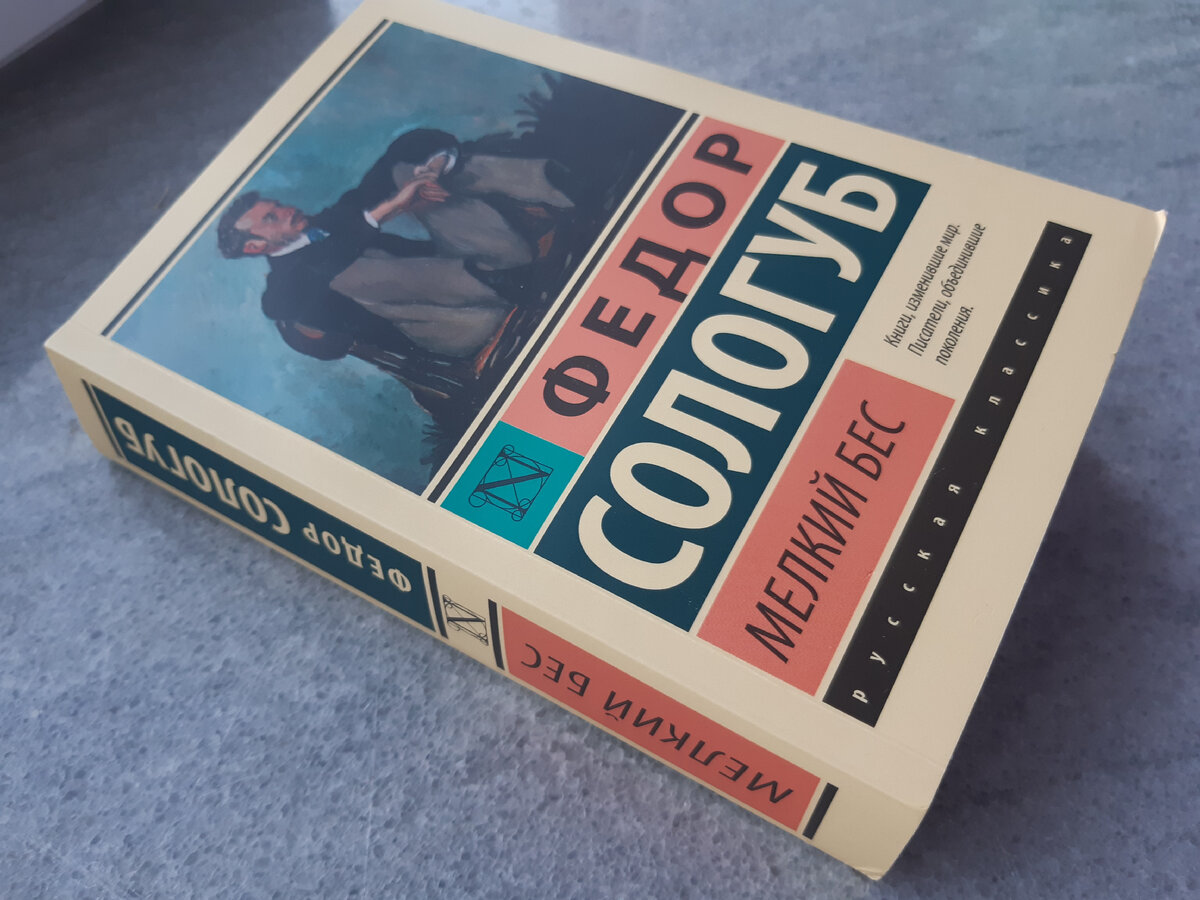 ФЕДОР
СОЛОГУБ
МЕЛКИЙ БЕС
Книги, изменившие мир.
Писатели, объединившие
поколения.
русская классика
N
ФЕДОР СОЛОГУБ
N
МЕЛКИЙ БЕС